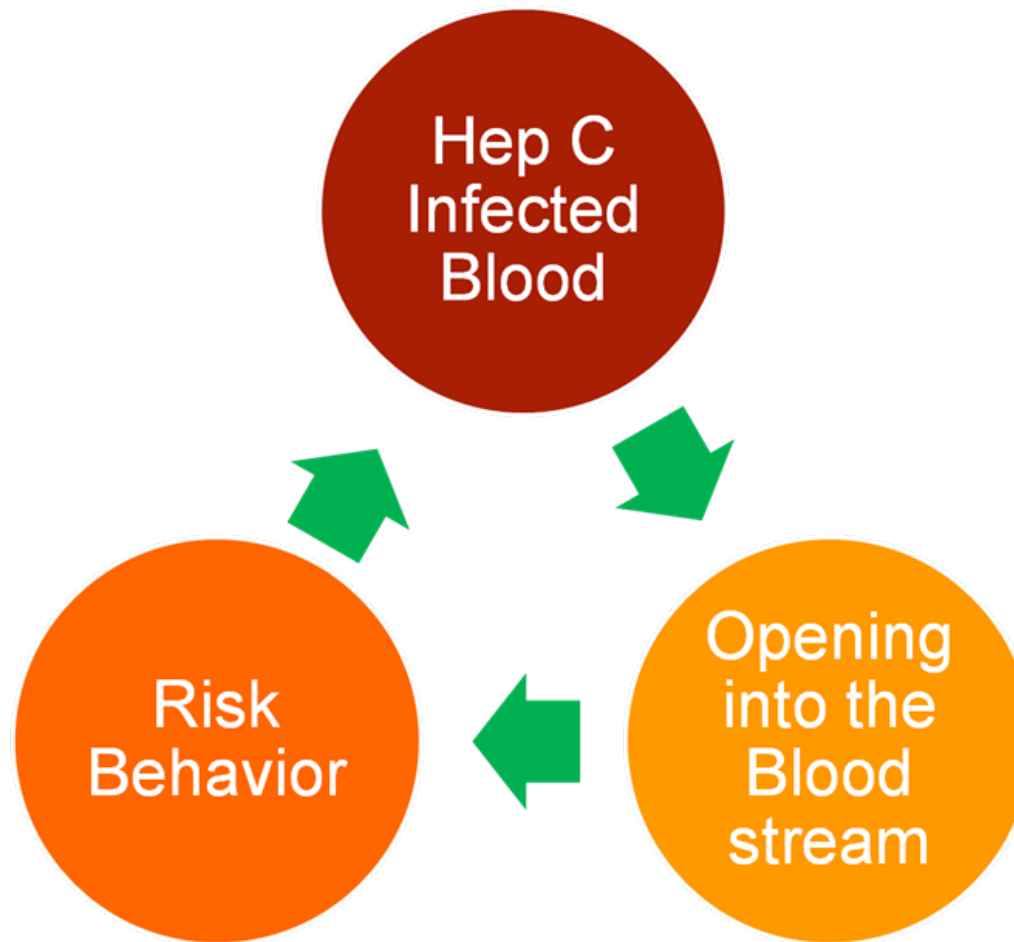 Hep C
Infected
Blood
Opening
into the
Blood
stream
Risk
Behavior